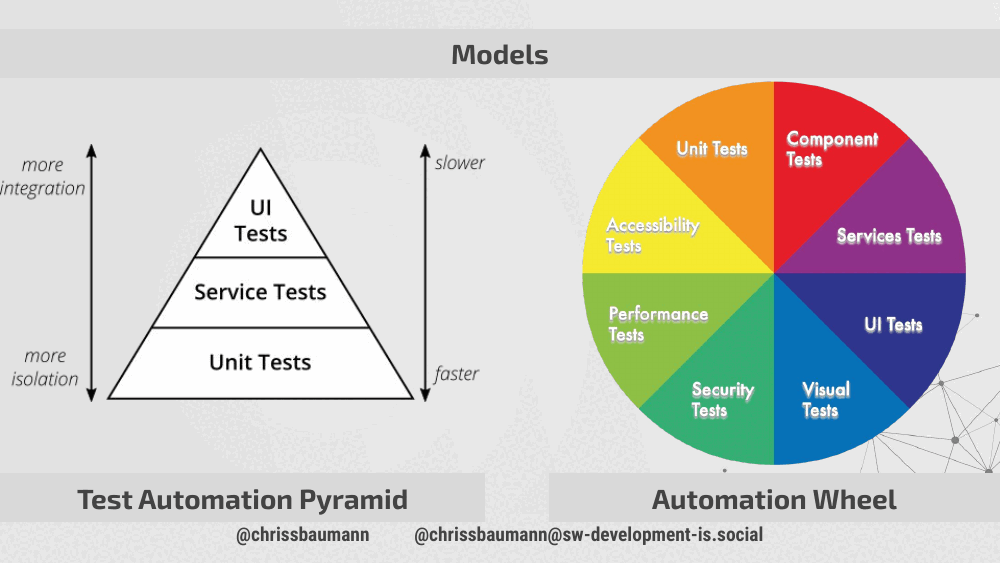 Models
more
integration
more
isolation
UI
Tests
Service Tests
Unit Tests
slower
faster
Unit Tests
Component
Tests
Accessibility
Tests
Services Tests
Performance
Tests
UI Tests
Security
Tests
Visual
Tests
Test Automation Pyramid
Automation Wheel
@chrissbaumann
@chrissbaumann@sw-development-is.social